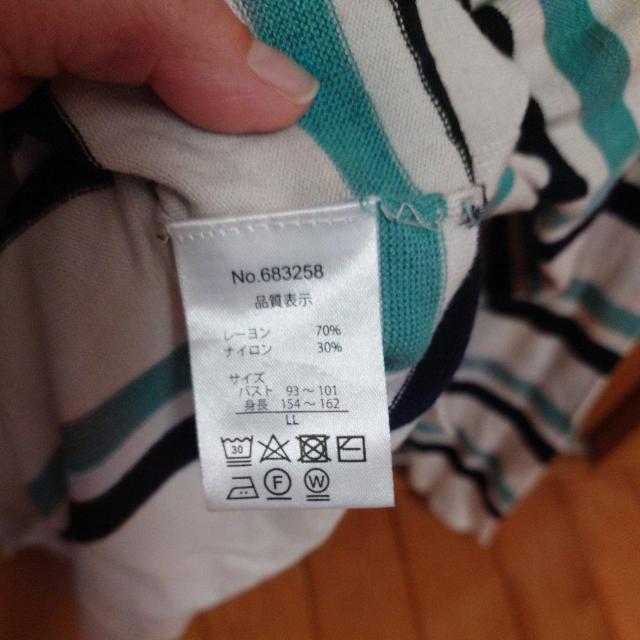 No.683258
品質表示
レーヨン 70%
ナイロン 30%
サイズ
バスト 93～101
身長 154～162
LL
30
F W